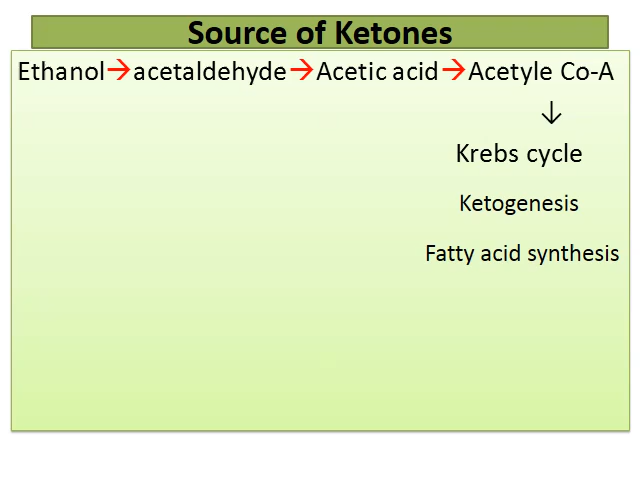 Source of Ketones
Ethanol→acetaldehyde→Acetic acid→Acetyle Co-A
↓
Krebs cycle
Ketogenesis
Fatty acid synthesis